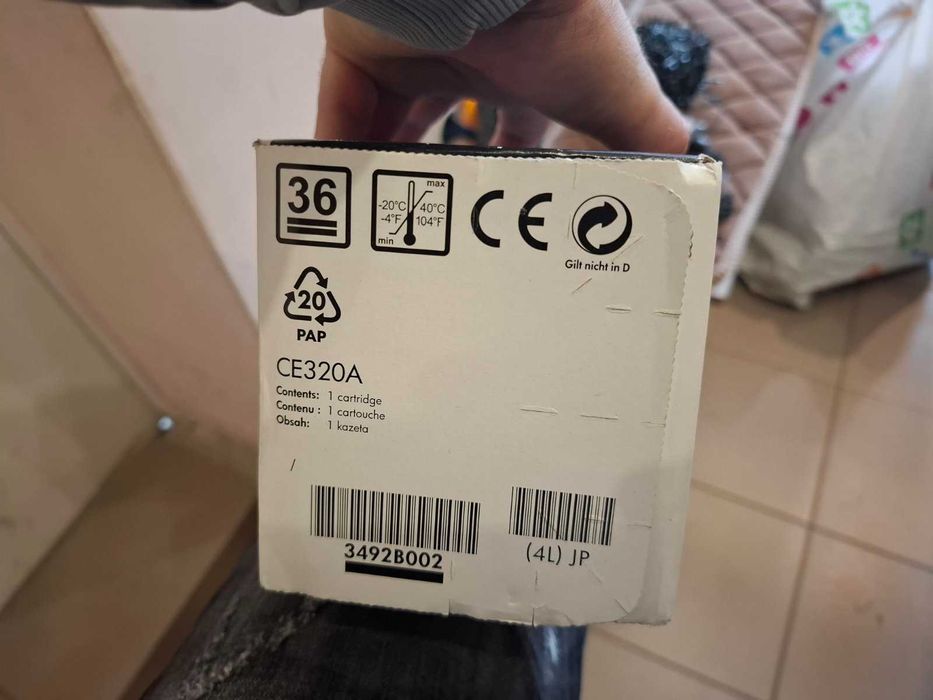 36
max
-20°C 40°C
-4°F 104°F
min
CE
Gilt nicht in D
20
PAP
CE320A
Contents: 1 cartridge
Contenu : 1 cartouche
Obsah: 1 kazeta
3492B002
(4L) JP